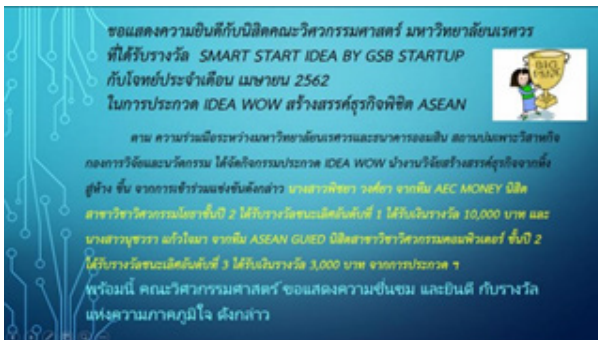 ขอแสดงความยินดีกับนิสิตคณะวิศวกรรมศาสตร์ มหาวิทยาลัยนเรศวร
ที่ได้รับรางวัล SMART START IDEA BY GSB STARTUP
กับโจทย์ประจำเดือน เมษายน 2562
ในการประกวด IDEA WOW สร้างสรรค์ธุรกิจพิชิต ASEAN
BIG
ตาม ความร่วมมือระหว่างมหาวิทยาลัยนเรศวรและธนาคารออมสิน สถานบ่มเพาะวิสาหกิจ
กองการวิจัยและนวัตกรรม ได้จัดกิจกรรมประกวด IDEA WOW นำงานวิจัยสร้างสรรค์ธุรกิจจากหิ้ง
สู่ห้าง ขึ้น จากการเข้าร่วมแข่งขันดังกล่าว นางสาวพิชยา วงศ์ยา จากทีม AEC MONEY นิสิต
สาขาวิชาวิศวกรรมโยธาชั้นปี 2 ได้รับรางวัลชนะเลิศอันดับที่ 1 ได้รับเงินรางวัล 10,000 บาท และ
นางสาวนุชวรา แก้วใจมา จากทีม ASEAN GUIED นิสิตสาขาวิชาวิศวกรรมคอมพิวเตอร์ ชั้นปี 2
ได้รับรางวัลชนะเลิศอันดับที่ 3 ได้รับเงินรางวัล 3,000 บาท จากการประกวด ฯ
พร้อมนี้ คณะวิศวกรรมศาสตร์ ขอแสดงความชื่นชม และยินดี กับรางวัล
แห่งความภาคภูมิใจ ดังกล่าว